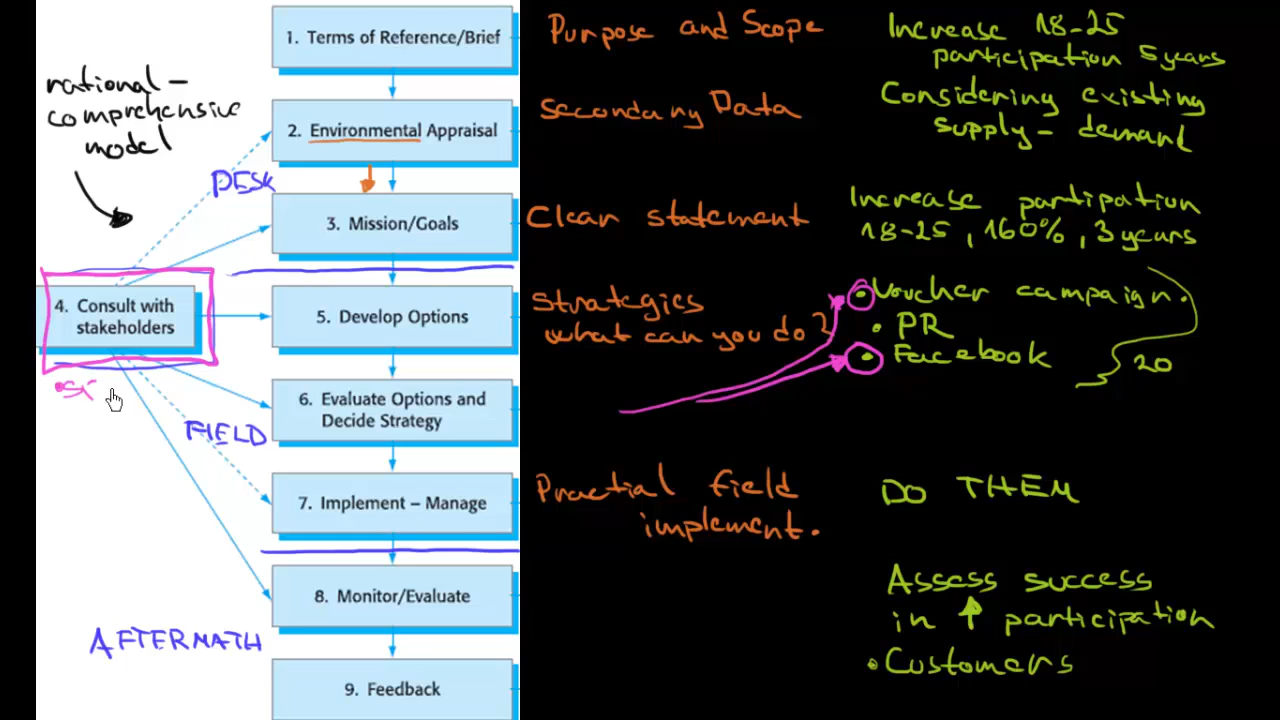 1. Terms of Reference/Brief
Purpose and Scope
Increase 18-25
participation 5 years
rational-
comprehensive
model
2. Environmental Appraisal
Secondary Data
Considering existing
supply- demand
DESK
3. Mission/Goals
Clear statement
Increase partipation
18-25, 160%, 3 years
4. Consult with
stakeholders
5. Develop Options
Strategies
what can you do?
• Voucher campaign.
• PR
• Facebook
20
6. Evaluate Options and
Decide Strategy
FIELD
7. Implement – Manage
Practial field
implement.
DO THEM
8. Monitor/Evaluate
Assess success
in ↑ participation
• Customers
AFTERMATH
9. Feedback